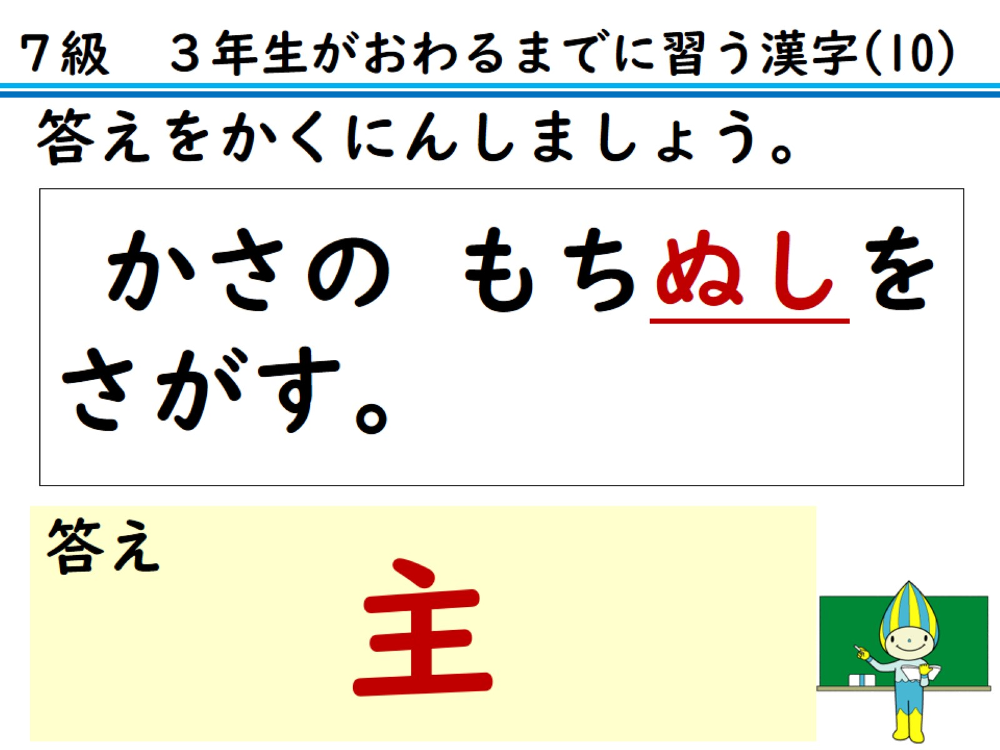 ７級　３年生がおわるまでに習う漢字(10)
答えをかくにんしましょう。
かさの もちぬしを
さがす。
答え
主